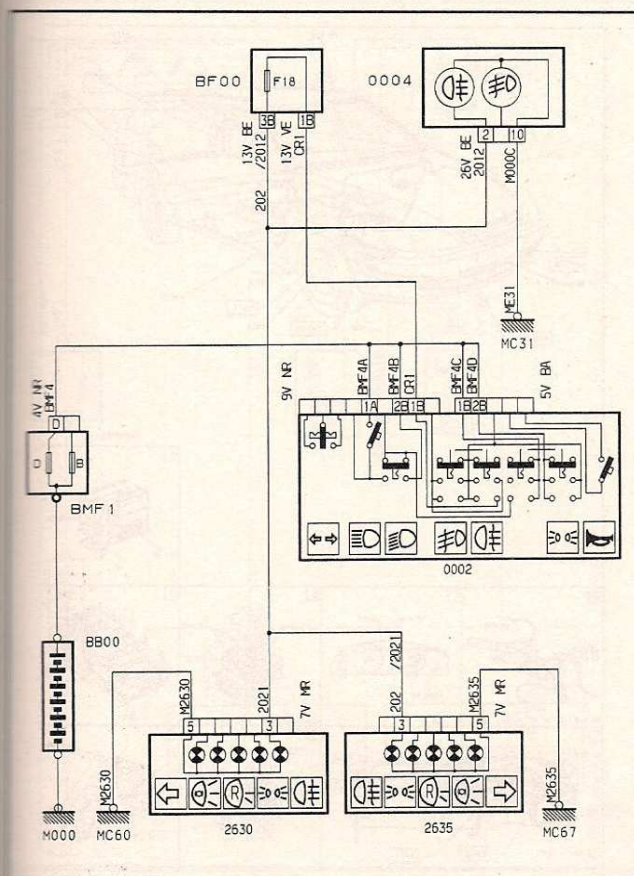 BF00
F18
0004
3B
1B
2
10
13V BE
/2012
13V VE
CR1
26V BE
2012
M000C
202
ME31
MC31
4V NR
BMF4
9V NR
BMF4A
BMF4B
CR1
BMF4C
BMF4D
5V BA
D
1A
2B
1B
1B
2B
D
B
BMF1
0002
BB00
M2630
2021
7V MR
202
/2021
M2635
7V MR
5
3
3
5
M2630
R
R
M2635
M000
MC60
2630
2635
MC67